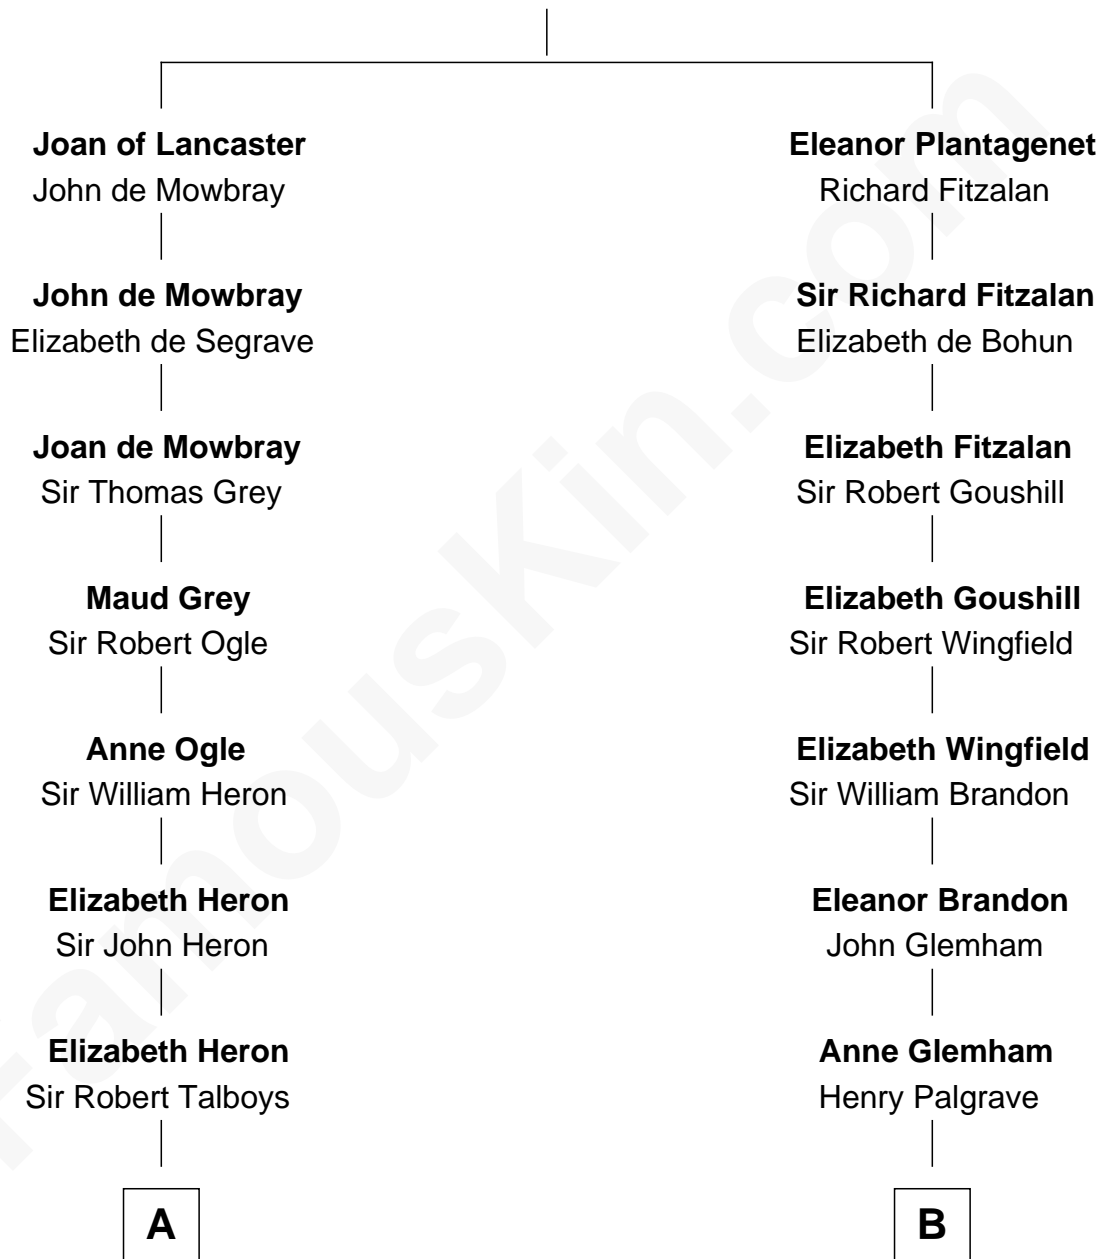 Joan of Lancaster
John de Mowbray
John de Mowbray
Elizabeth de Segrave
Joan de Mowbray
Sir Thomas Grey
Maud Grey
Sir Robert Ogle
Anne Ogle
Sir William Heron
Elizabeth Heron
Sir John Heron
Elizabeth Heron
Sir Robert Talboys
A
Eleanor Plantagenet
Richard Fitzalan
Sir Richard Fitzalan
Elizabeth de Bohun
Elizabeth Fitzalan
Sir Robert Goushill
Elizabeth Goushill
Sir Robert Wingfield
Elizabeth Wingfield
Sir William Brandon
Eleanor Brandon
John Glemham
Anne Glemham
Henry Palgrave
B
FamousKin.com